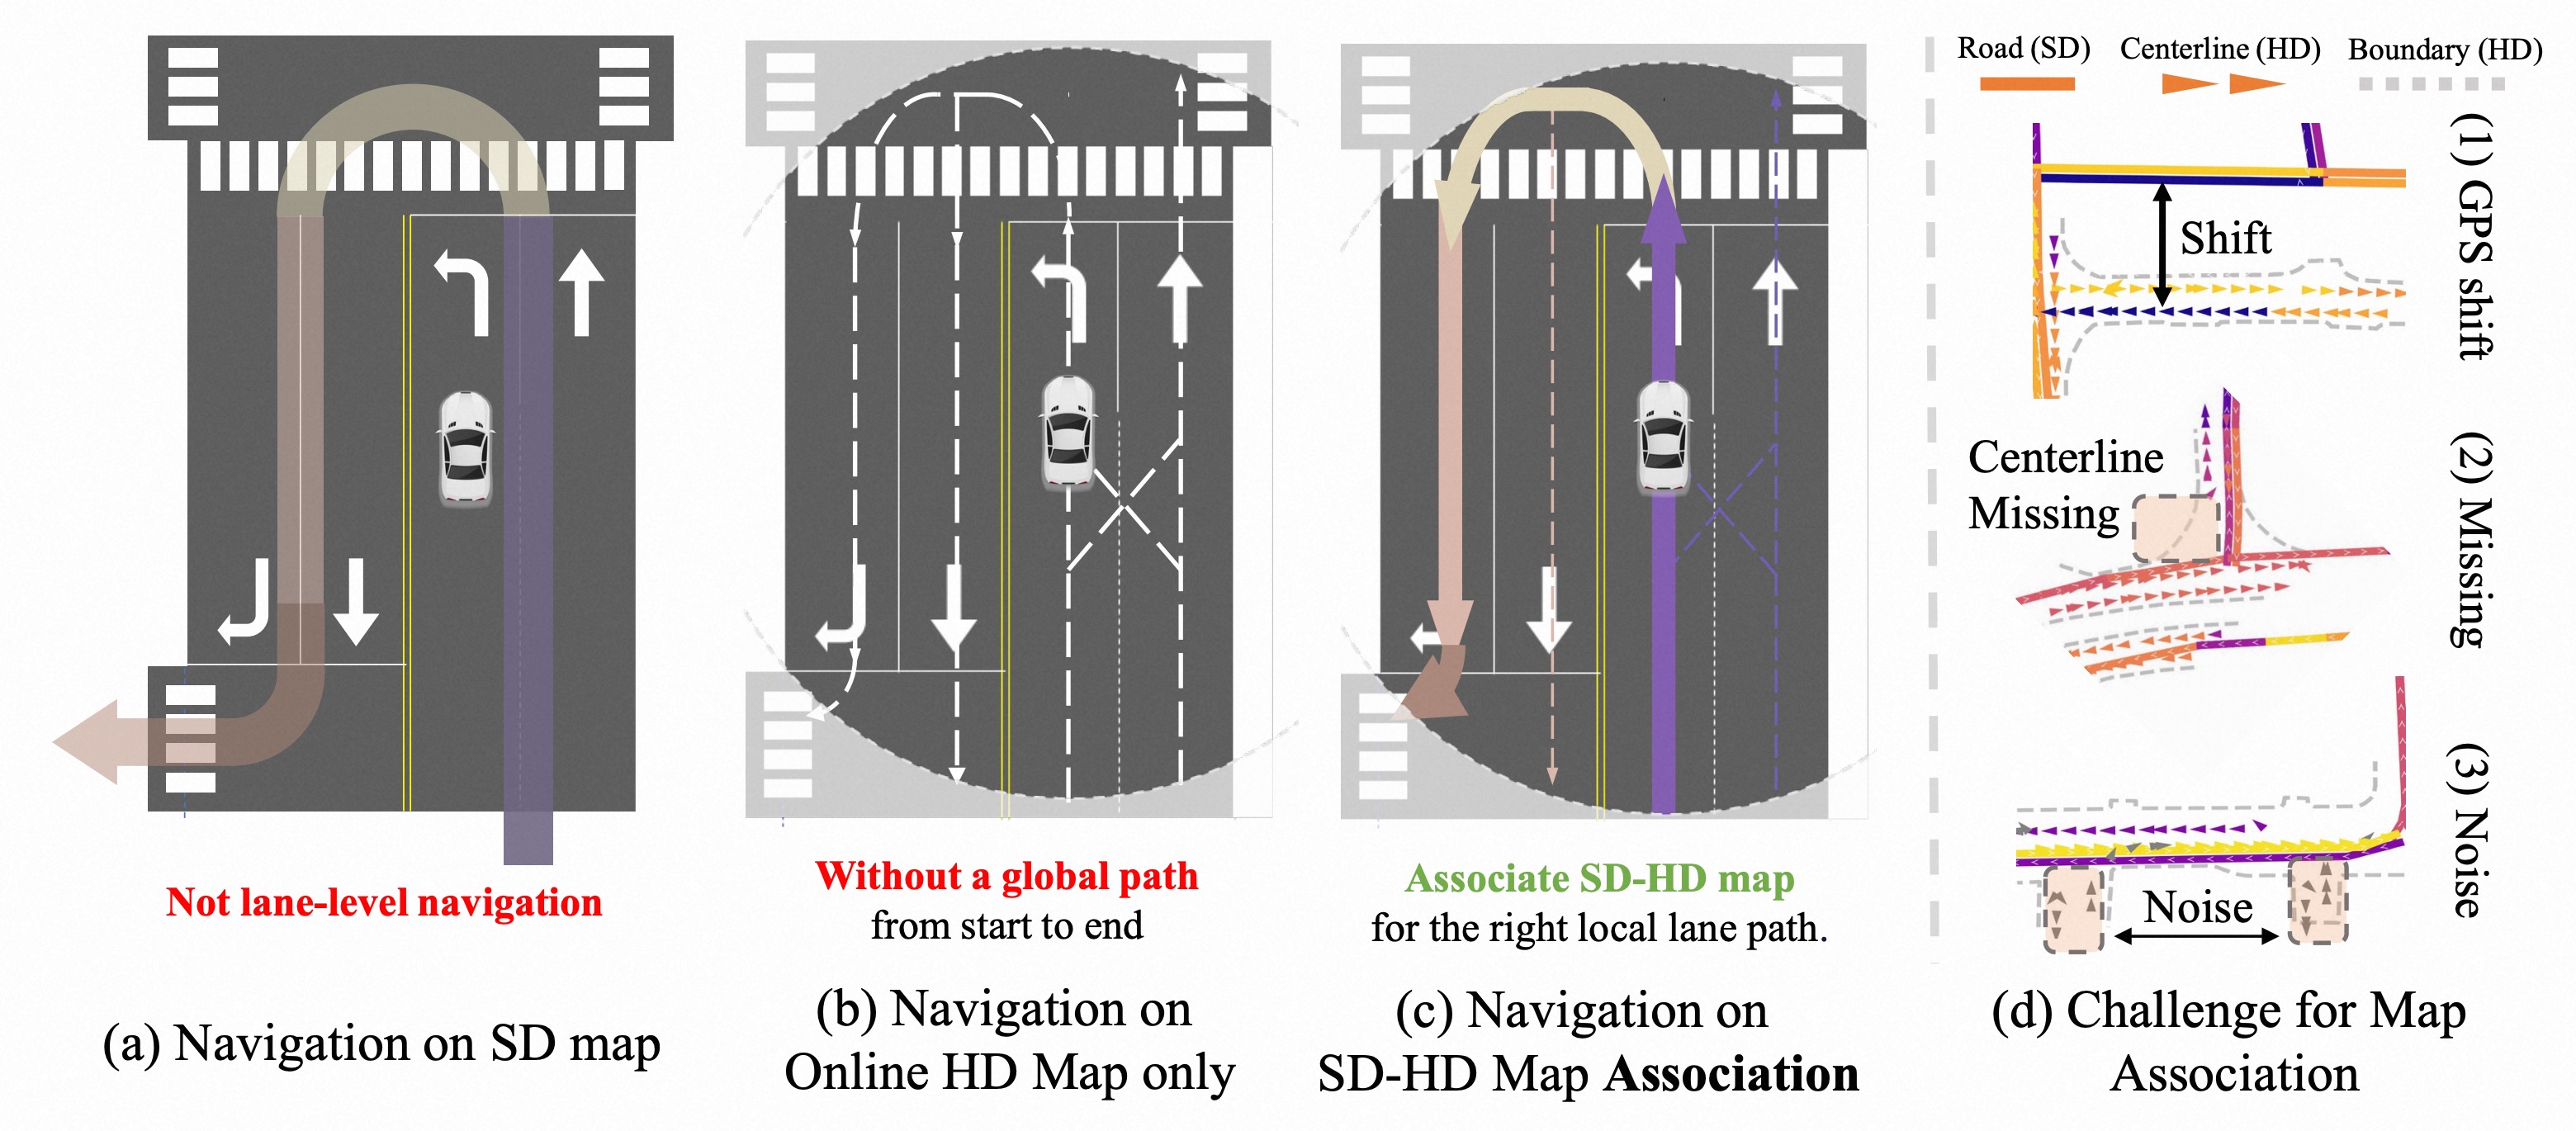 Not lane-level navigation
(a) Navigation on SD map
Without a global path
from start to end
(b) Navigation on
Online HD Map only
Associate SD-HD map
for the right local lane path.
(c) Navigation on
SD-HD Map Association
Road (SD) Centerline (HD) Boundary (HD)
Shift
(1) GPS shift
Centerline
Missing
(2) Missing
Noise
(3) Noise
(d) Challenge for Map
Association